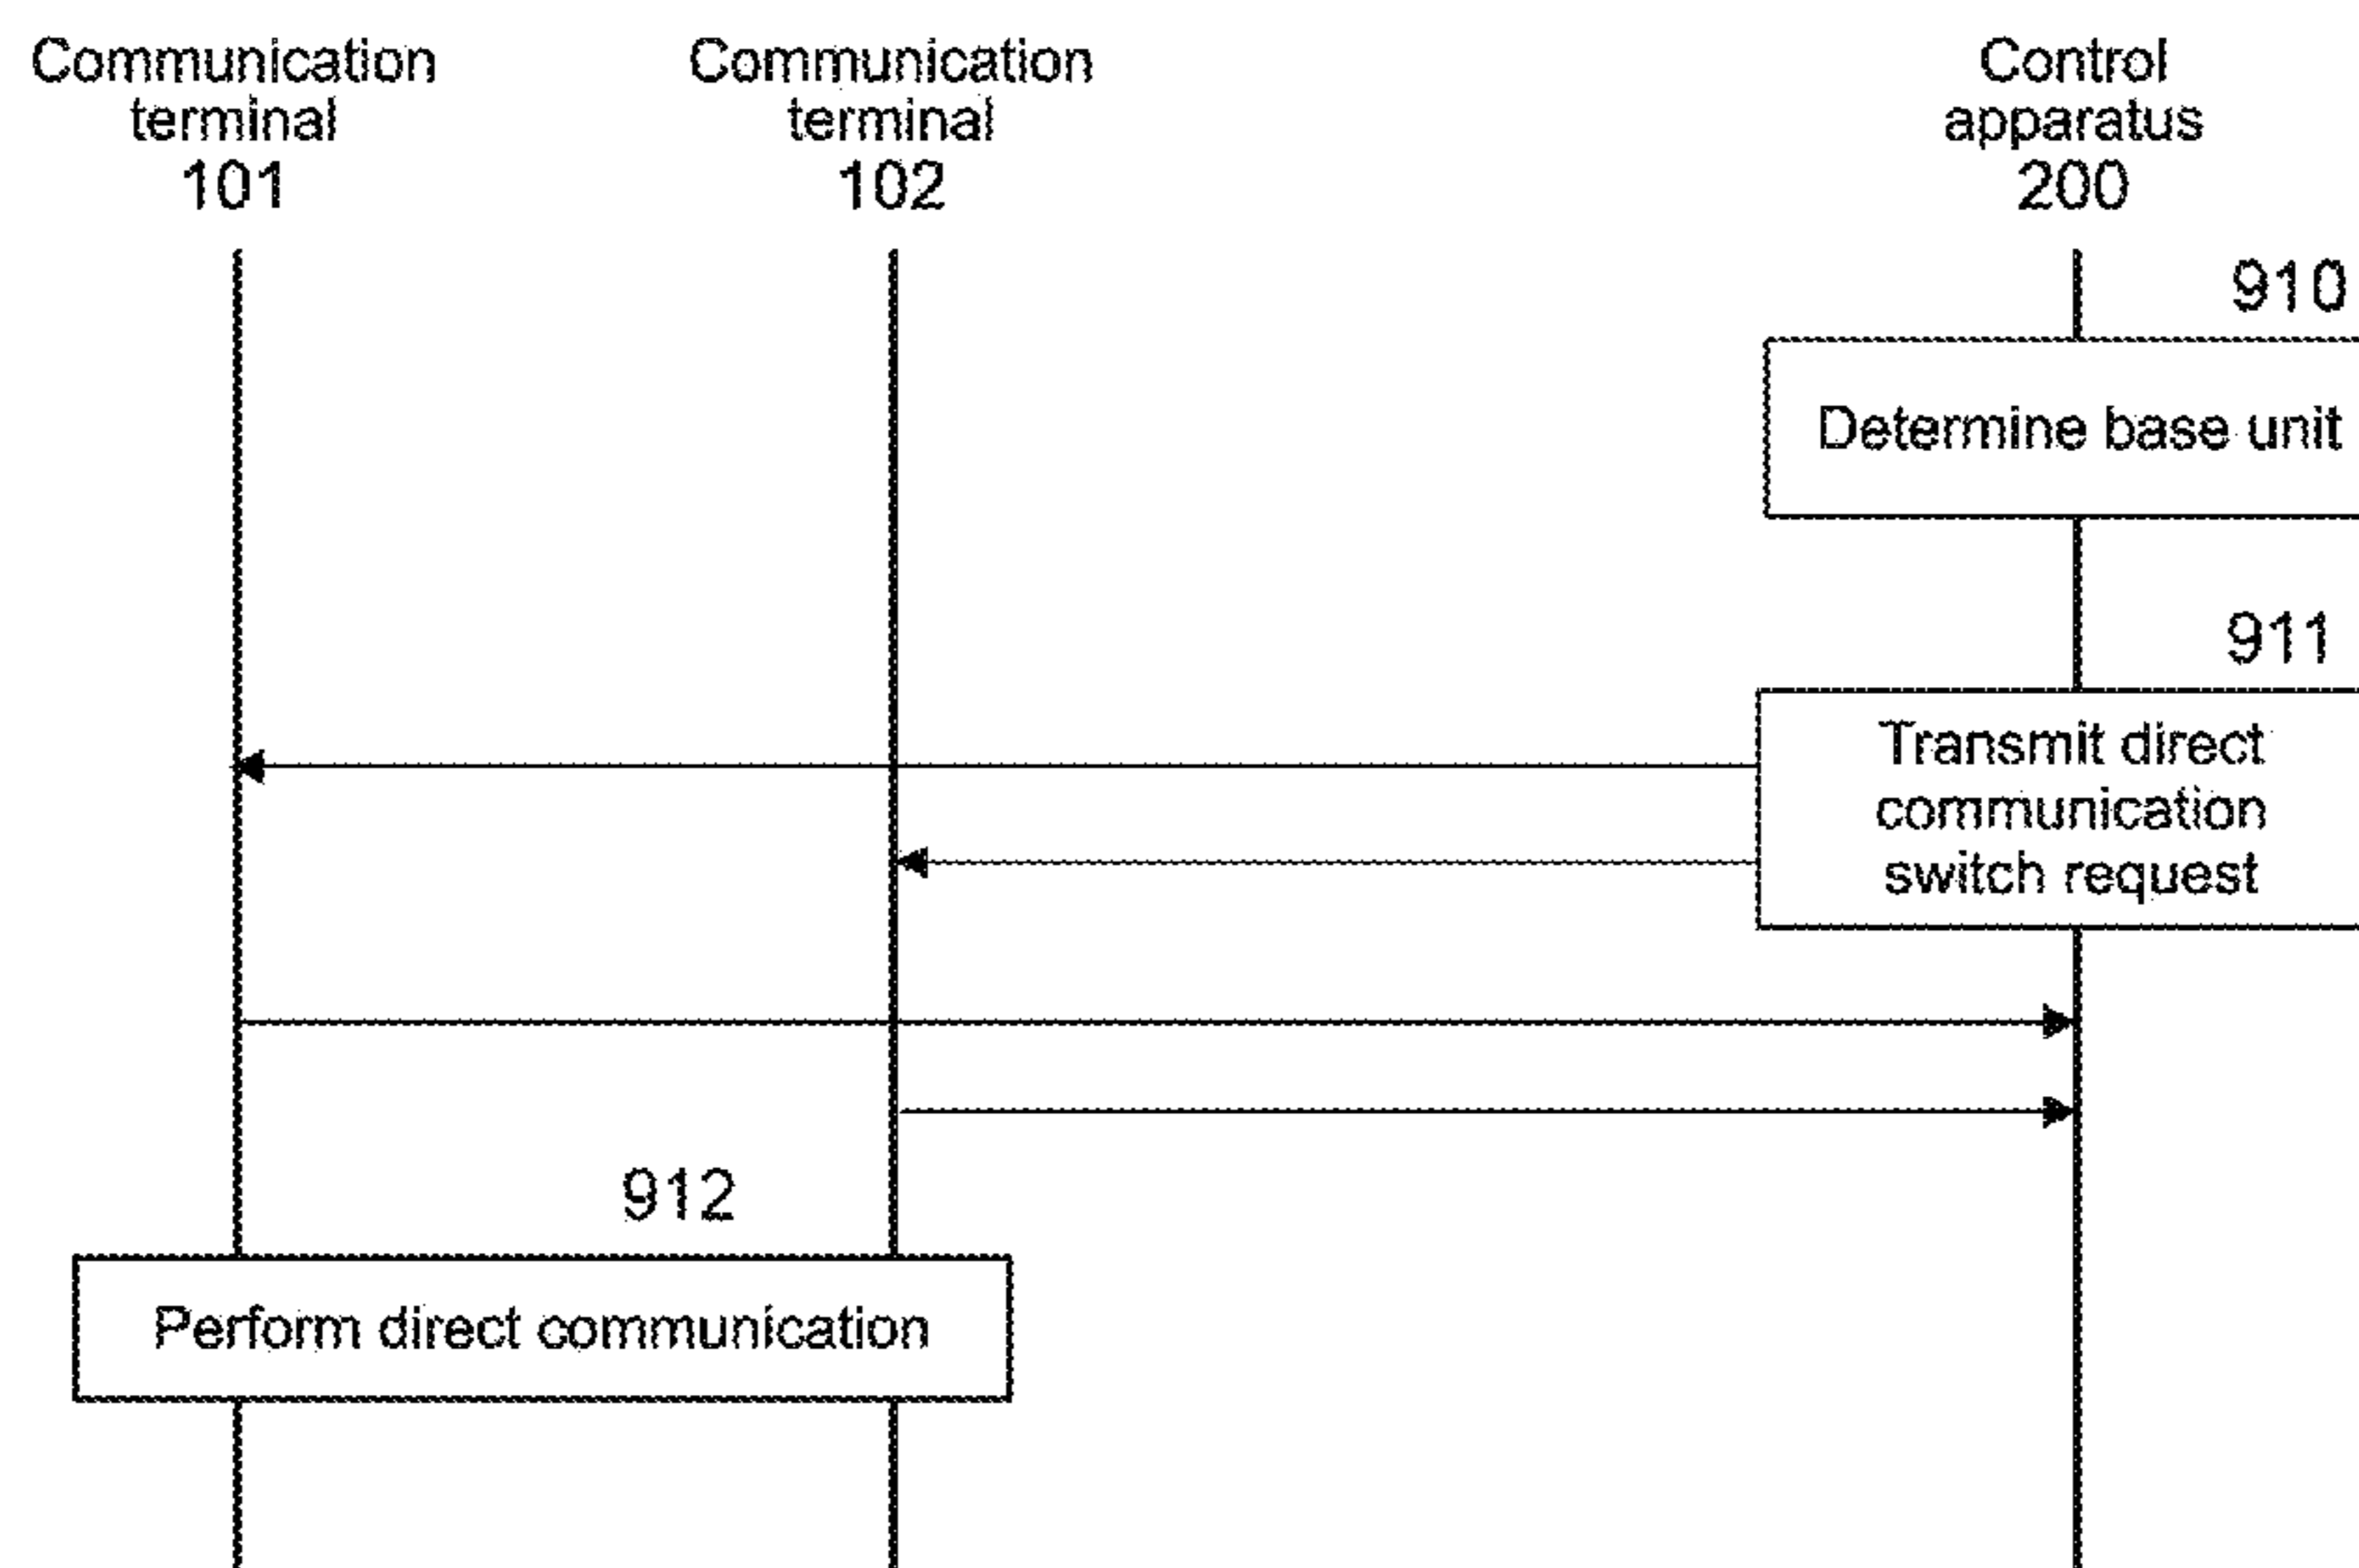 Communication
terminal
101
Communication
terminal
102
Control
apparatus
200
910
Determine base unit
911
Transmit direct
communication
switch request
912
Perform direct communication